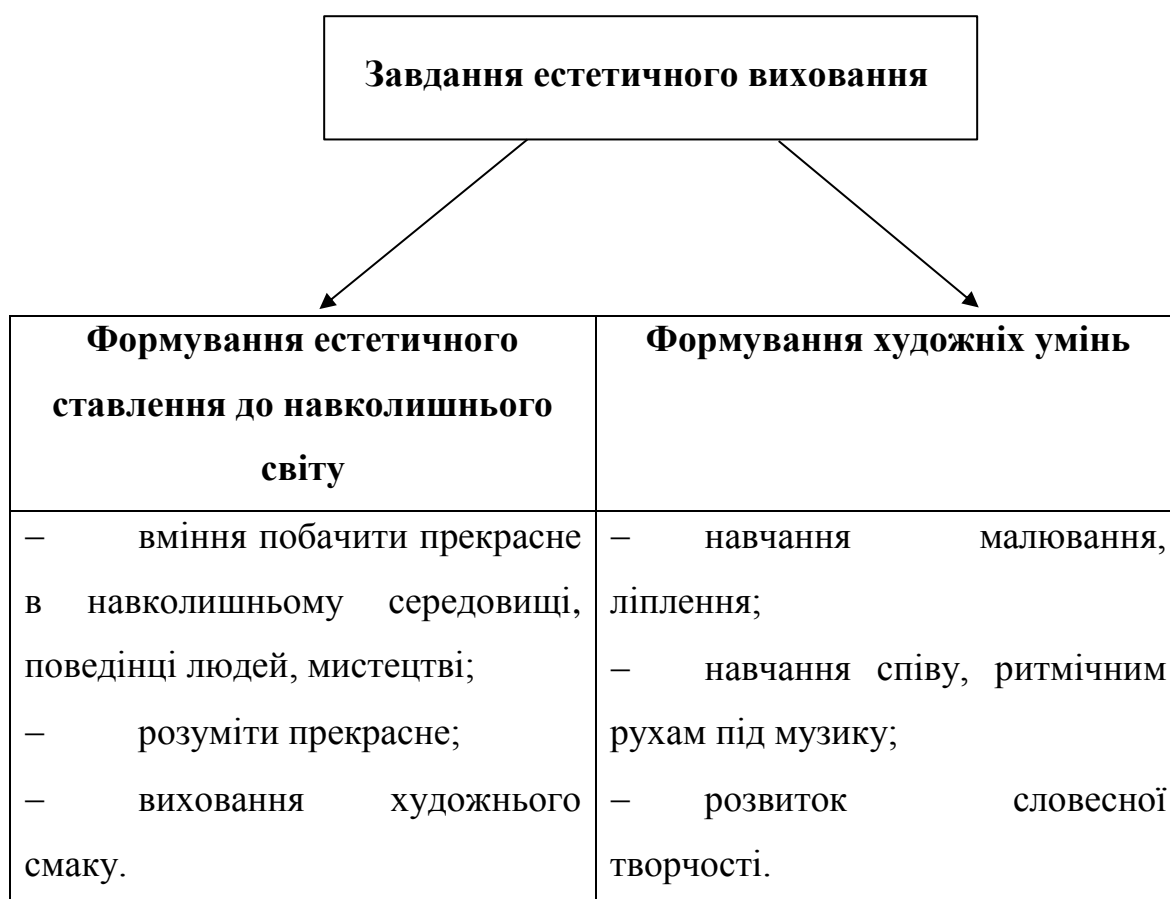 Завдання естетичного виховання
Формування естетичного
ставлення до навколишнього
світу
– вміння побачити прекрасне
в навколишньому середовищі,
поведінці людей, мистецтві;
– розуміти прекрасне;
– виховання художнього
смаку.
Формування художніх умінь
– навчання малювання,
ліплення;
– навчання співу, ритмічним
рухам під музику;
– розвиток словесної
творчості.